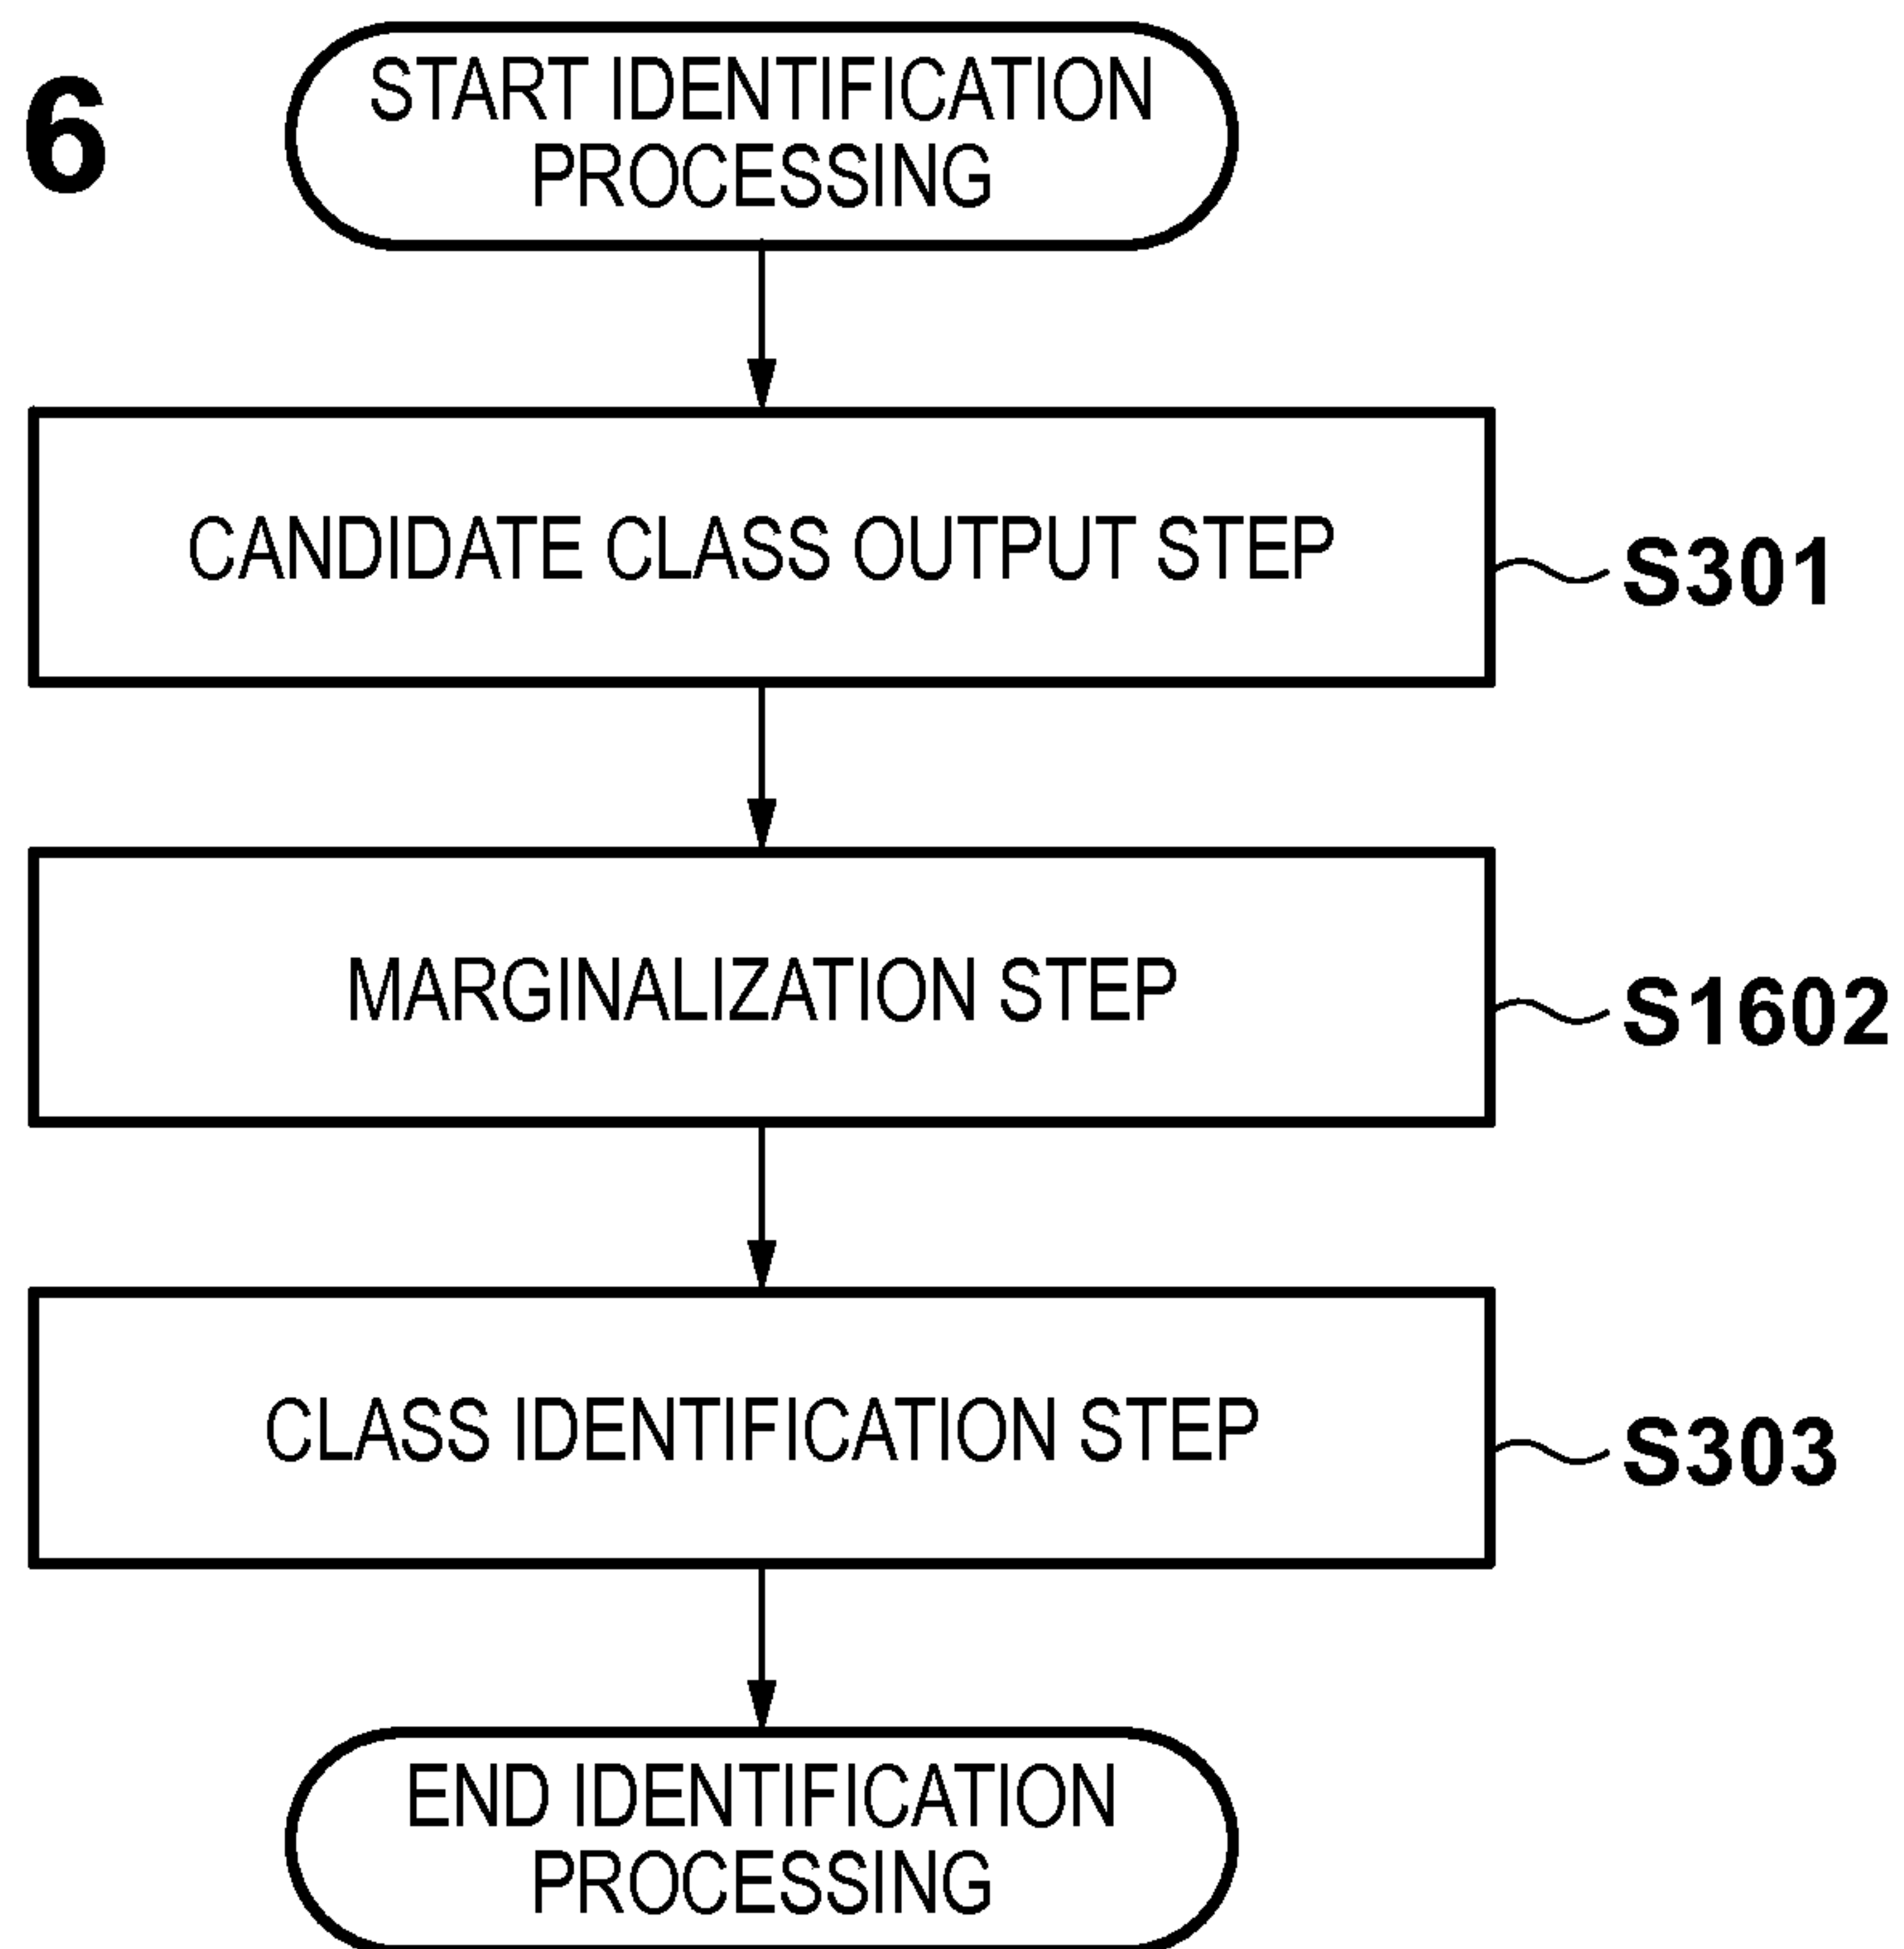 6
START IDENTIFICATION
PROCESSING
CANDIDATE CLASS OUTPUT STEP
S301
MARGINALIZATION STEP
S1602
CLASS IDENTIFICATION STEP
S303
END IDENTIFICATION
PROCESSING